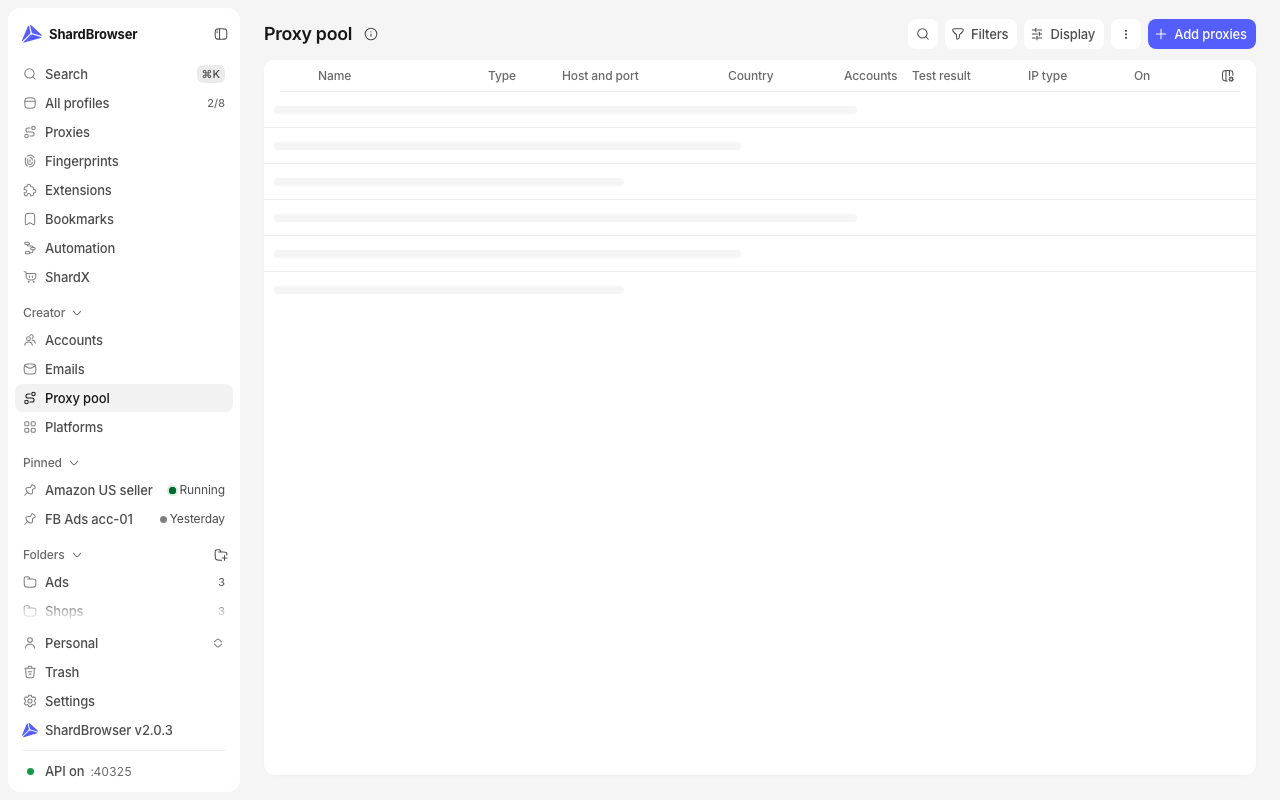 ShardBrowser
Search ⌘K
All profiles 2/8
Proxies
Fingerprints
Extensions
Bookmarks
Automation
ShardX
Creator
Accounts
Emails
Proxy pool
Platforms
Pinned
Amazon US seller Running
FB Ads acc-01 Yesterday
Folders
Ads 3
Shops 3
Personal
Trash
Settings
ShardBrowser v2.0.3
API on :40325
Proxy pool
Filters
Display
Add proxies
Name Type Host and port Country Accounts Test result IP type On